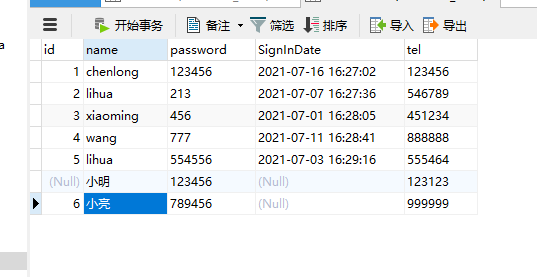 开始事务 备注 筛选 排序 导入 导出
id name password SignInDate tel
1 chenlong 123456 2021-07-16 16:27:02 123456
2 lihua 213 2021-07-07 16:27:36 546789
3 xiaoming 456 2021-07-01 16:28:05 451234
4 wang 777 2021-07-11 16:28:41 888888
5 lihua 554556 2021-07-03 16:29:16 555464
(Null) 小明 123456 (Null) 123123
6 小亮 789456 (Null) 999999